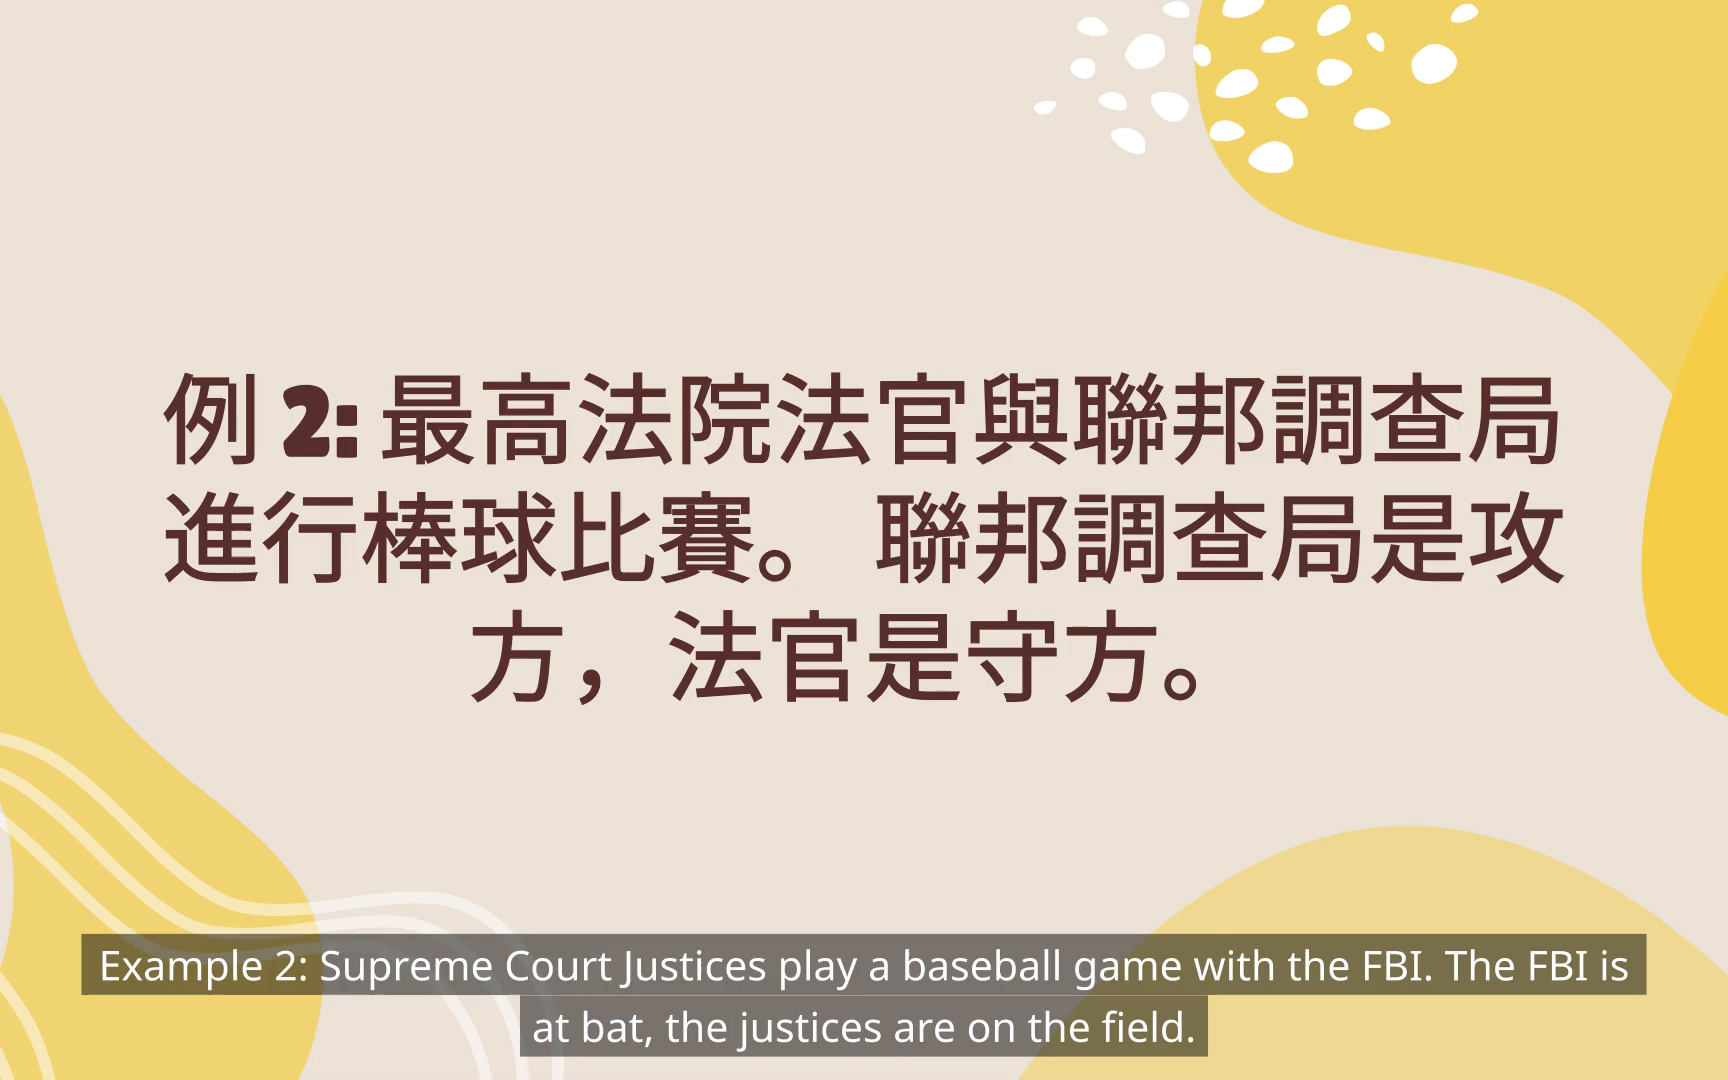 例 2: 最高法院法官與聯邦調查局
進行棒球比賽。 聯邦調查局是攻
方，法官是守方。
Example 2: Supreme Court Justices play a baseball game with the FBI. The FBI is
at bat, the justices are on the field.